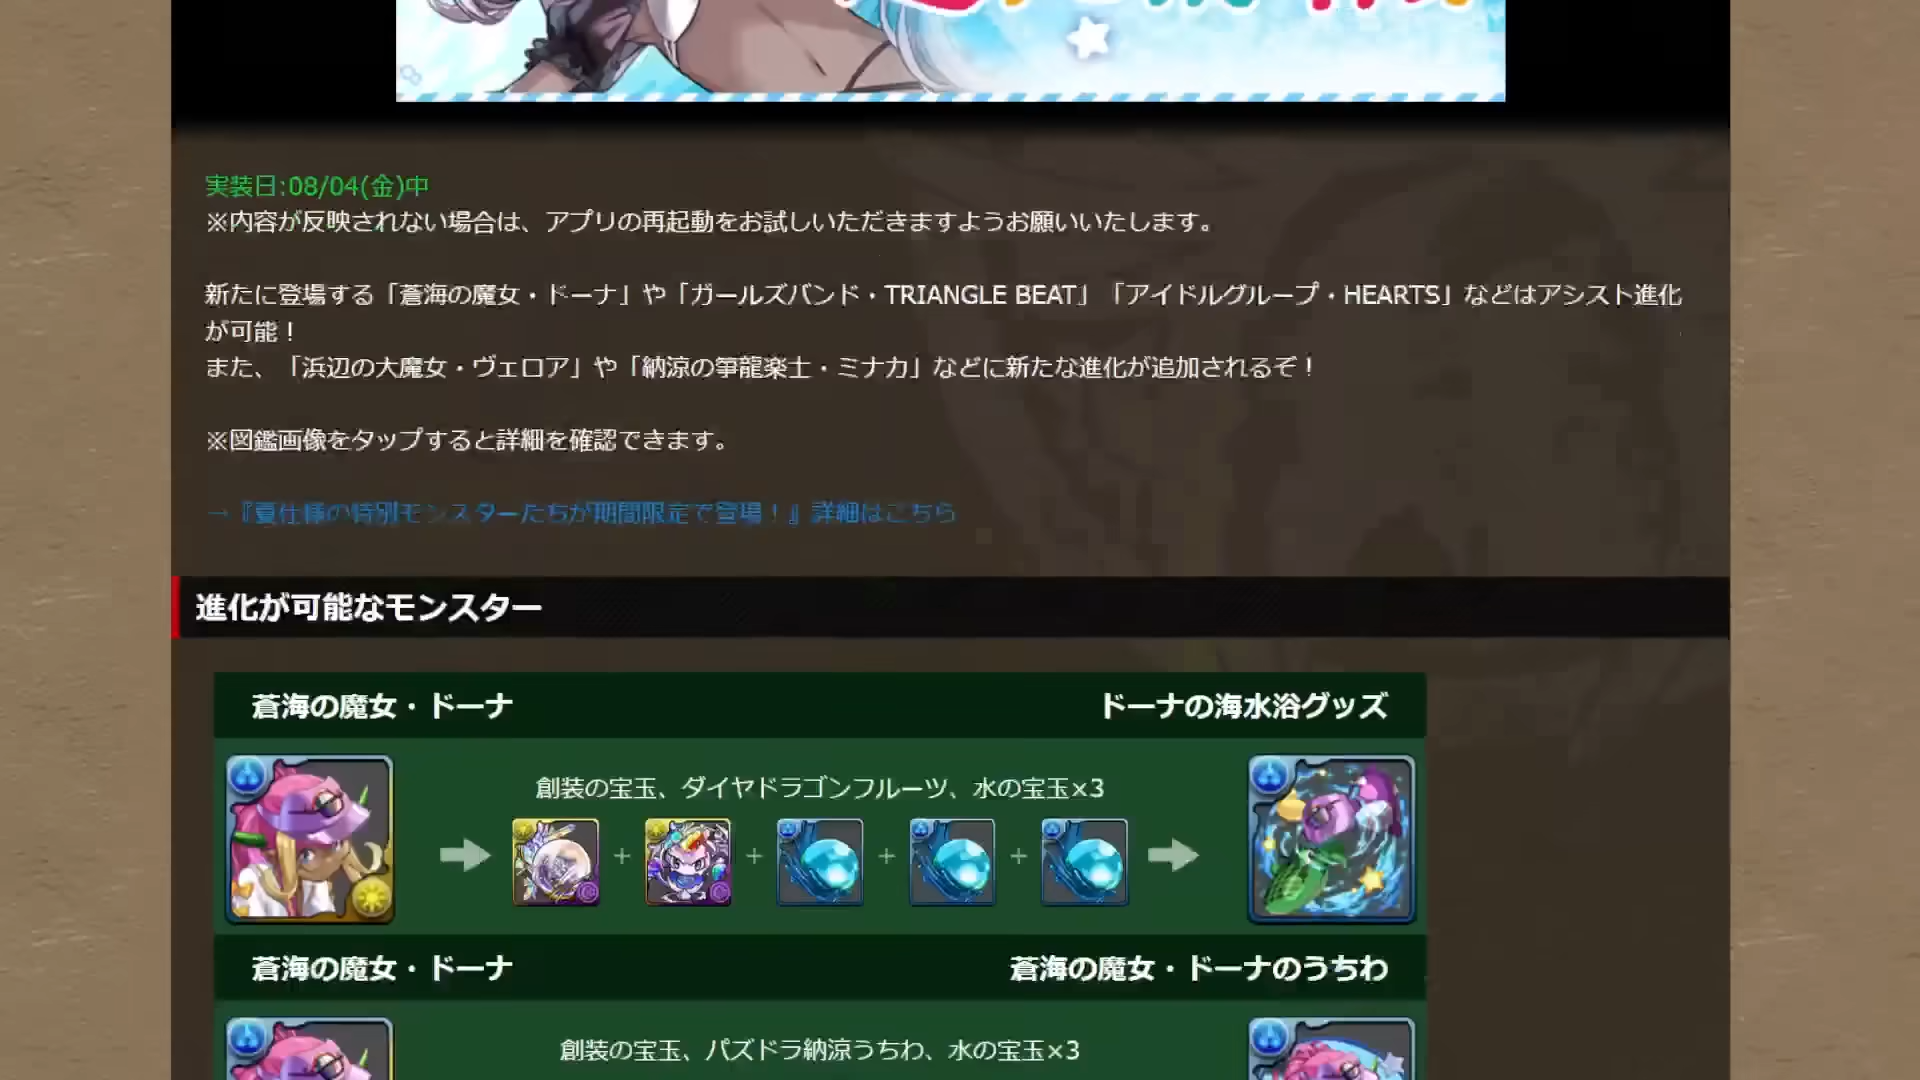 実装日:08/04(金)中
※内容が反映されない場合は、アプリの再起動をお試しいただきますようお願いいたします。
新たに登場する「蒼海の魔女・ドーナ」や「ガールズバンド・TRIANGLE BEAT」「アイドルグループ・HEARTS」などはアシスト進化
が可能！
また、「浜辺の大魔女・ヴェロア」や「納涼の箏龍楽士・ミナカ」などに新たな進化が追加されるぞ！
※図鑑画像をタップすると詳細を確認できます。
→『夏仕様の特別モンスターたちが期間限定で登場！』詳細はこちら
進化が可能なモンスター
蒼海の魔女・ドーナ
ドーナの海水浴グッズ
創装の宝玉、ダイヤドラゴンフルーツ、水の宝玉×3
蒼海の魔女・ドーナ
蒼海の魔女・ドーナのうちわ
創装の宝玉、パズドラ納涼うちわ、水の宝玉×3